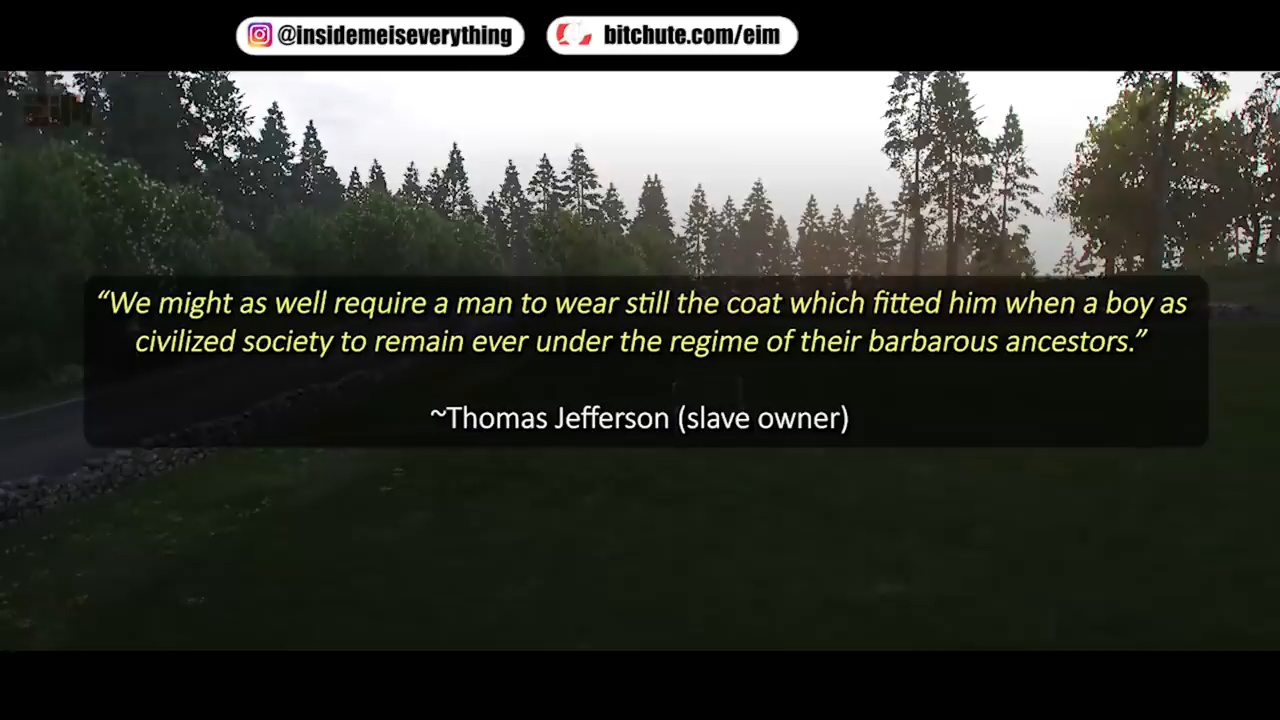 @insidemeiseverything
bitchute.com/eim
“We might as well require a man to wear still the coat which fitted him when a boy as
civilized society to remain ever under the regime of their barbarous ancestors.”
~Thomas Jefferson (slave owner)